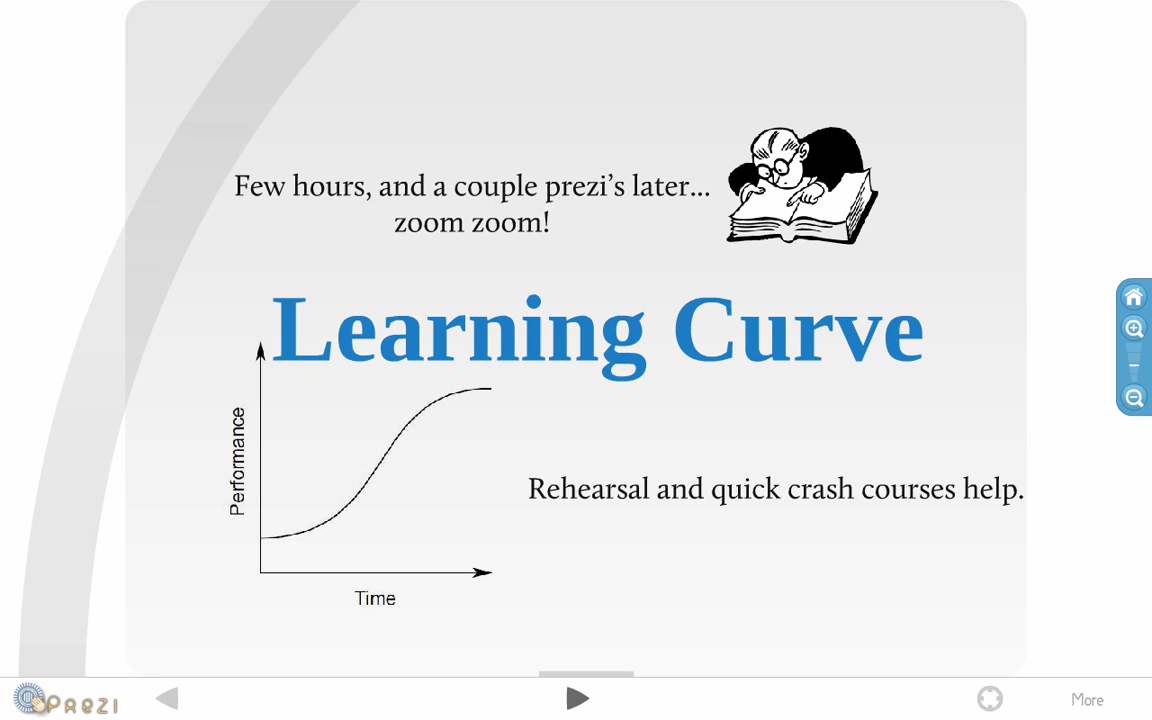 Few hours, and a couple prezi's later...
zoom zoom!
Learning Curve
Performance
Time
Rehearsal and quick crash courses help.
Prezi
More